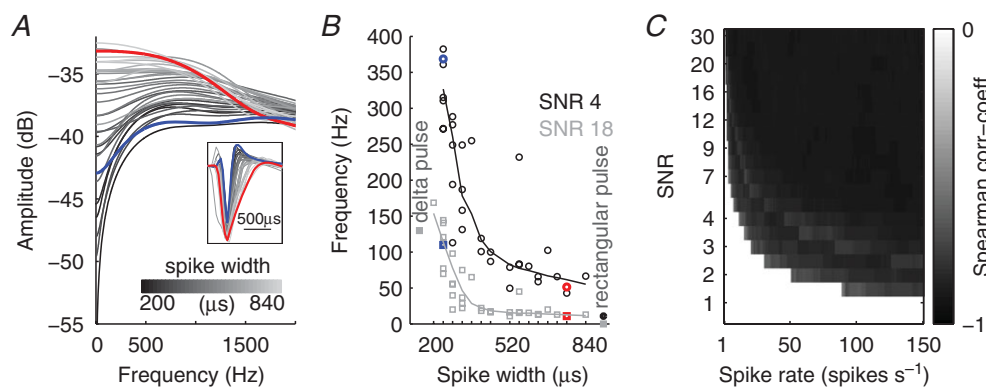 A
Amplitude (dB)
−35
−40
−45
−50
−55
500μs
spike width
200 (μs) 840
0 500 1500
Frequency (Hz)
B
Frequency (Hz)
400
350
300
250
200
150
100
50
0
SNR 4
SNR 18
delta pulse
rectangular pulse
200 520 840
Spike width (μs)
C
SNR
30
20
16
12
9
7
5
4
3
2
1
1 50 100 150
Spike rate (spikes s⁻¹)
0
−1
Spearman corr-coeff